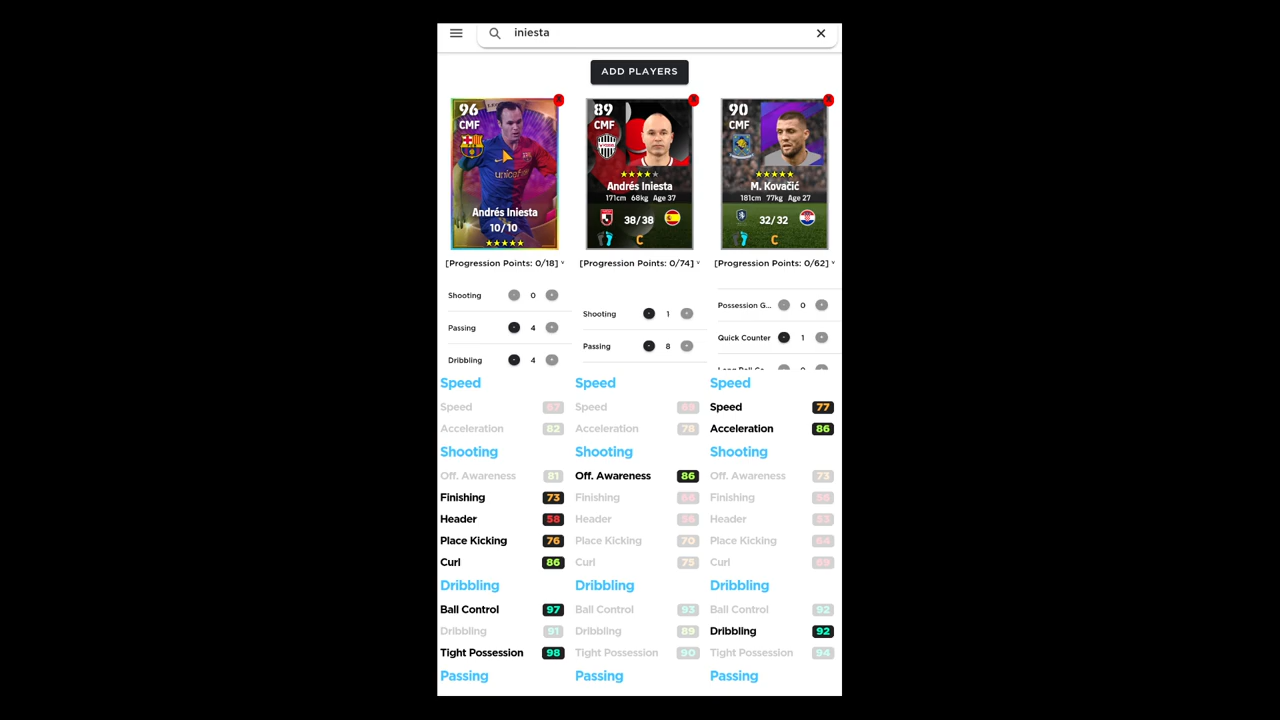 iniesta
ADD PLAYERS
96 89 90
CMF CMF CMF
unicef
Andrés Iniesta M. Kovačić
171cm 68kg Age 37 181cm 77kg Age 27
Andrés Iniesta
10/10 38/38 32/32
C C
[Progression Points: 0/18] [Progression Points: 0/74] [Progression Points: 0/62]
Shooting - 0 + Shooting - 1 + Possession G... - 0 +
Passing - 4 + Passing - 8 + Quick Counter - 1 +
Dribbling - 4 +
Speed Speed Speed
Speed 67 Speed 69 Speed 77
Acceleration 82 Acceleration 78 Acceleration 86
Shooting Shooting Shooting
Off. Awareness 81 Off. Awareness 86 Off. Awareness 73
Finishing 73 Finishing 66 Finishing
Header 58 Header Header
Place Kicking 76 Place Kicking 70 Place Kicking 64
Curl 86 Curl 75 Curl 69
Dribbling Dribbling Dribbling
Ball Control 97 Ball Control 93 Ball Control 92
Dribbling 91 Dribbling 89 Dribbling 92
Tight Possession 98 Tight Possession 90 Tight Possession 94
Passing Passing Passing